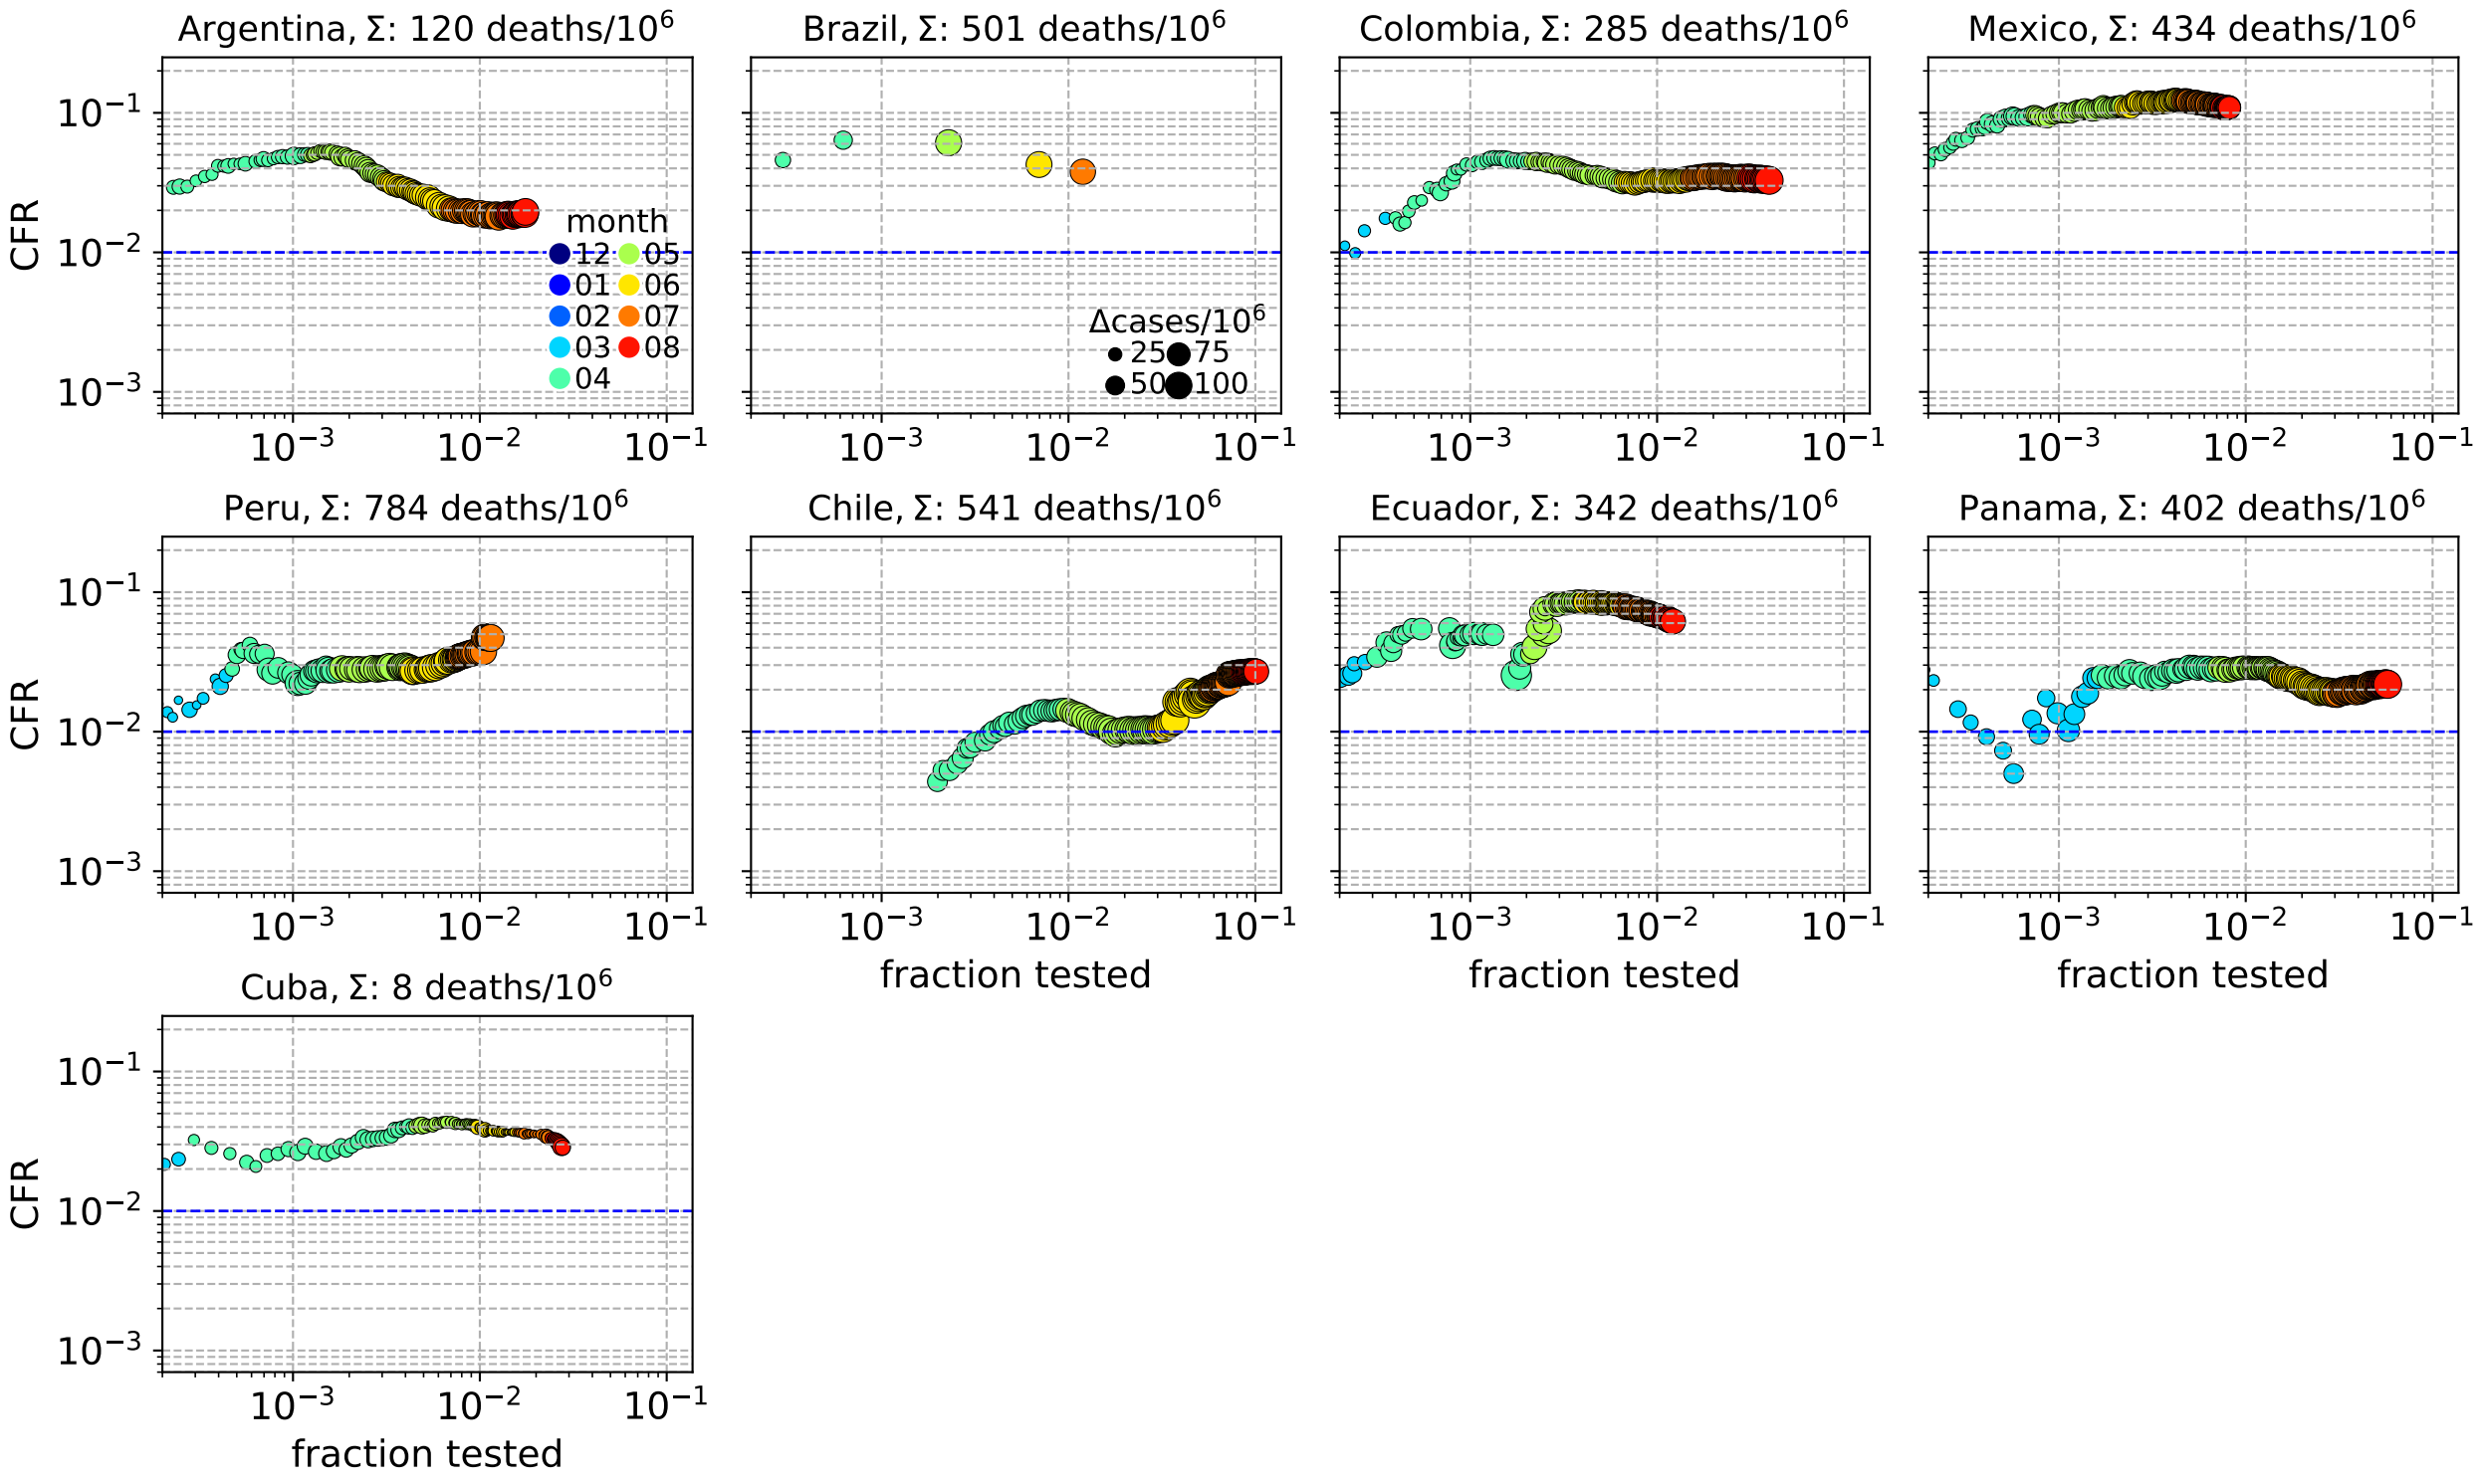 Argentina, Σ: 120 deaths/10⁶
Brazil, Σ: 501 deaths/10⁶
Colombia, Σ: 285 deaths/10⁶
Mexico, Σ: 434 deaths/10⁶
CFR
10⁻¹
10⁻²
10⁻³
month
12 05
01 06
02 07
03 08
04
Δcases/10⁶
25 75
50 100
10⁻³ 10⁻² 10⁻¹
10⁻³ 10⁻² 10⁻¹
10⁻³ 10⁻² 10⁻¹
10⁻³ 10⁻² 10⁻¹
Peru, Σ: 784 deaths/10⁶
Chile, Σ: 541 deaths/10⁶
Ecuador, Σ: 342 deaths/10⁶
Panama, Σ: 402 deaths/10⁶
CFR
10⁻¹
10⁻²
10⁻³
10⁻³ 10⁻² 10⁻¹
10⁻³ 10⁻² 10⁻¹
10⁻³ 10⁻² 10⁻¹
10⁻³ 10⁻² 10⁻¹
fraction tested
fraction tested
fraction tested
Cuba, Σ: 8 deaths/10⁶
CFR
10⁻¹
10⁻²
10⁻³
10⁻³ 10⁻² 10⁻¹
fraction tested